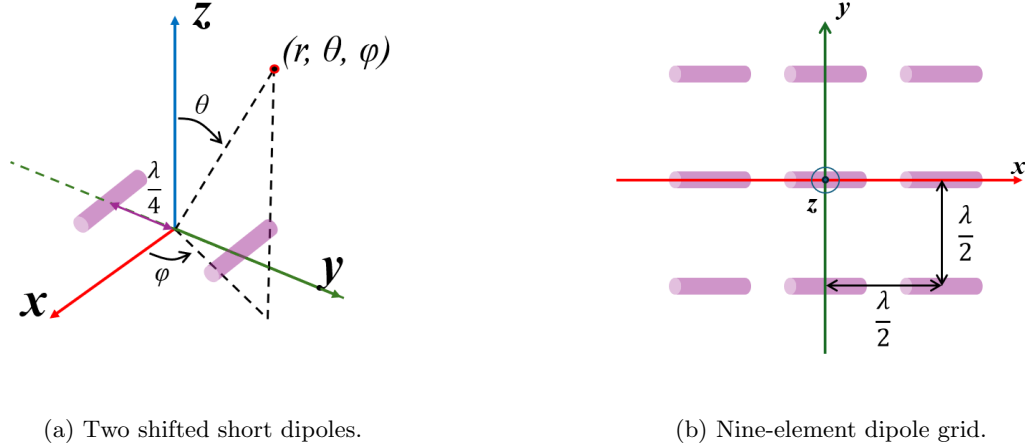 z
(r, θ, φ)
θ
λ
4
φ
x
y
(a) Two shifted short dipoles.
y
x
z
λ
2
λ
2
(b) Nine-element dipole grid.